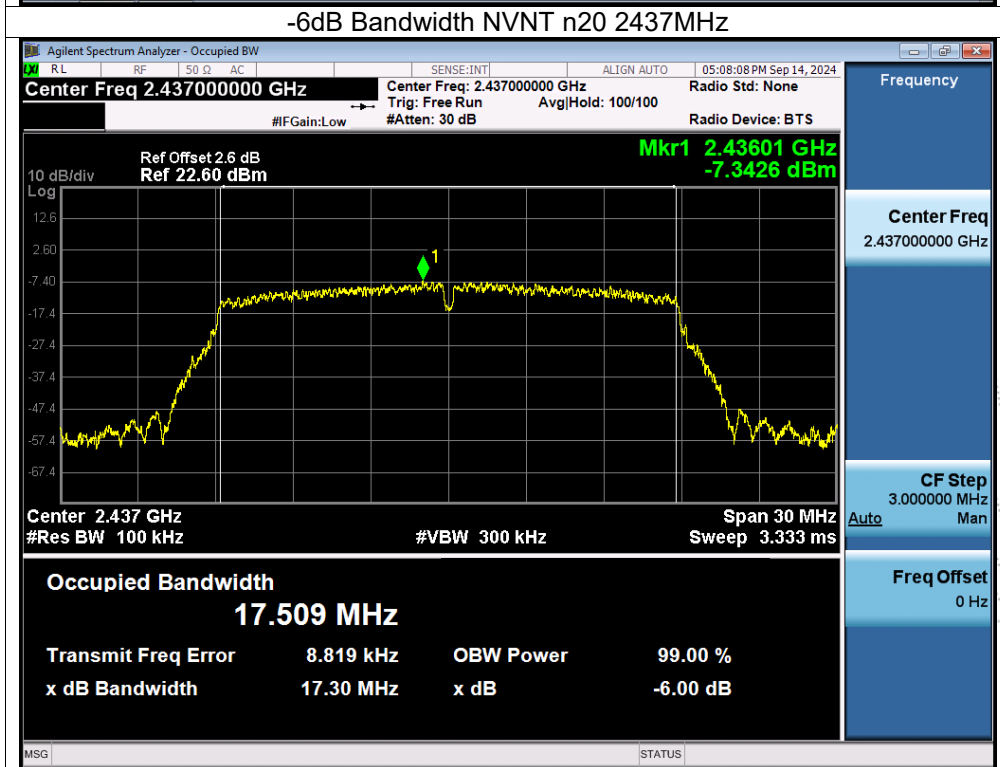 -6dB Bandwidth NVNT n20 2437MHz
Agilent Spectrum Analyzer - Occupied BW
LXI RL RF 50 Ω AC SENSE:INT ALIGN AUTO 05:08:08 PM Sep 14, 2024
Center Freq 2.437000000 GHz Center Freq: 2.437000000 GHz Radio Std: None Frequency
Trig: Free Run Avg|Hold: 100/100
#IFGain:Low #Atten: 30 dB Radio Device: BTS
Ref Offset 2.6 dB Mkr1 2.43601 GHz
10 dB/div Ref 22.60 dBm -7.3426 dBm
Log
12.6
2.60
-7.40
-17.4
-27.4
-37.4
-47.4
-57.4
-67.4
1
Center Freq
2.437000000 GHz
Center 2.437 GHz Span 30 MHz
#Res BW 100 kHz #VBW 300 kHz Sweep 3.333 ms
CF Step
3.000000 MHz
Auto Man
Occupied Bandwidth
17.509 MHz
Transmit Freq Error 8.819 kHz OBW Power 99.00 %
x dB Bandwidth 17.30 MHz x dB -6.00 dB
Freq Offset
0 Hz
MSG STATUS